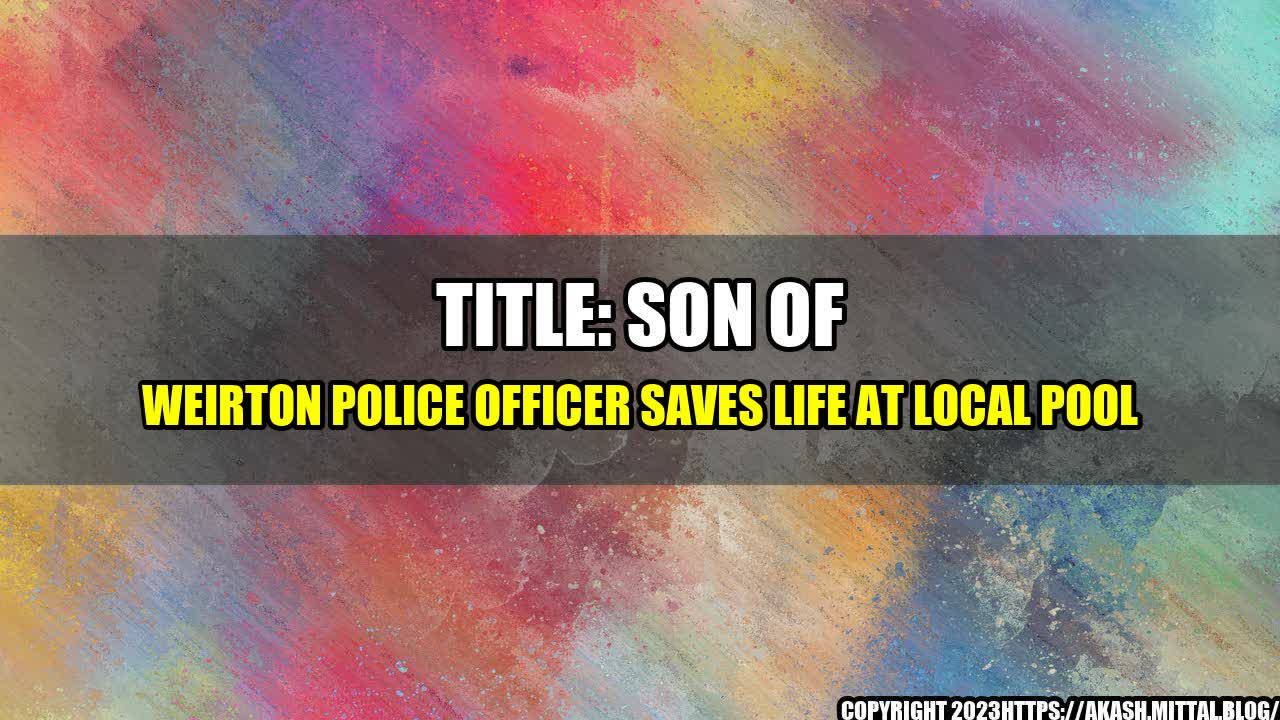 TITLE: SON OF
WEIRTON POLICE OFFICER SAVES LIFE AT LOCAL POOL
COPYRIGHT 2023HTTPS://AKASH.MITTAL.BLOG/